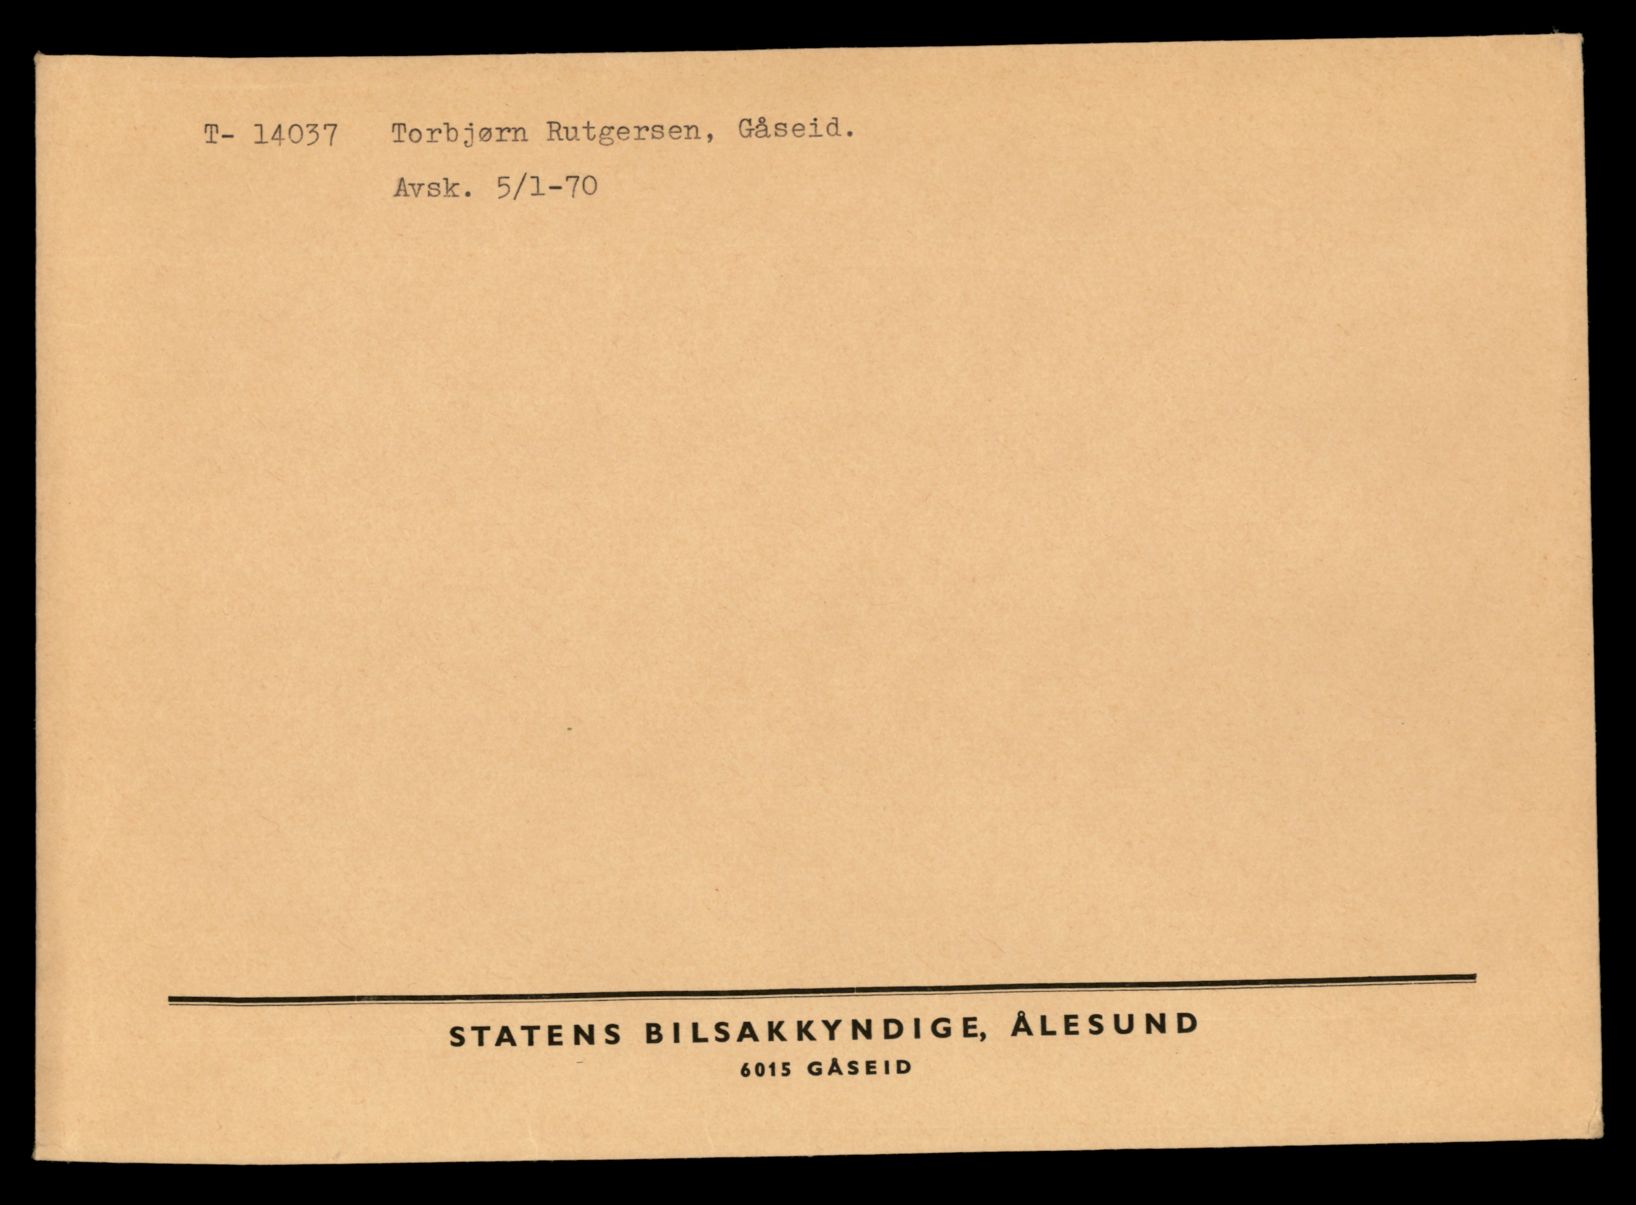 T- 14037 Torbjørn Rutgersen, Gåseid.
Avsk. 5/1-70
STATENS BILSAKKYNDIGE, ÅLESUND
6015 GÅSEID